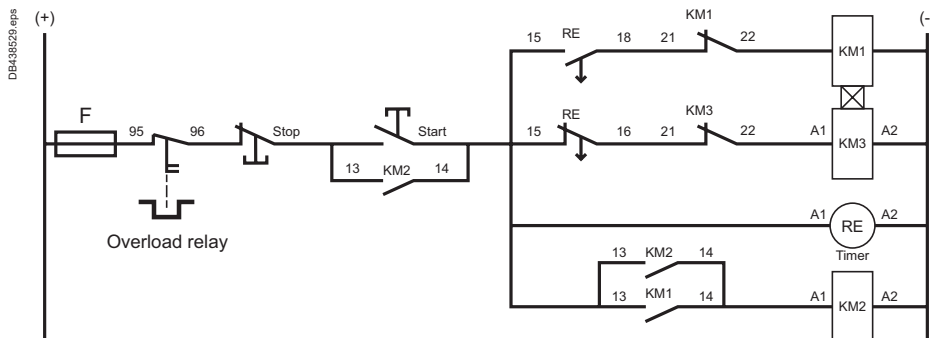 DB438529.eps
(+)
(-
KM1
15 RE 18 21 22
KM1
F
95 96 Stop Start
13 KM2 14
15 RE 16 21 KM3 22 A1 KM3 A2
Overload relay
A1 RE A2
Timer
13 KM2 14
13 KM1 14 A1 KM2 A2